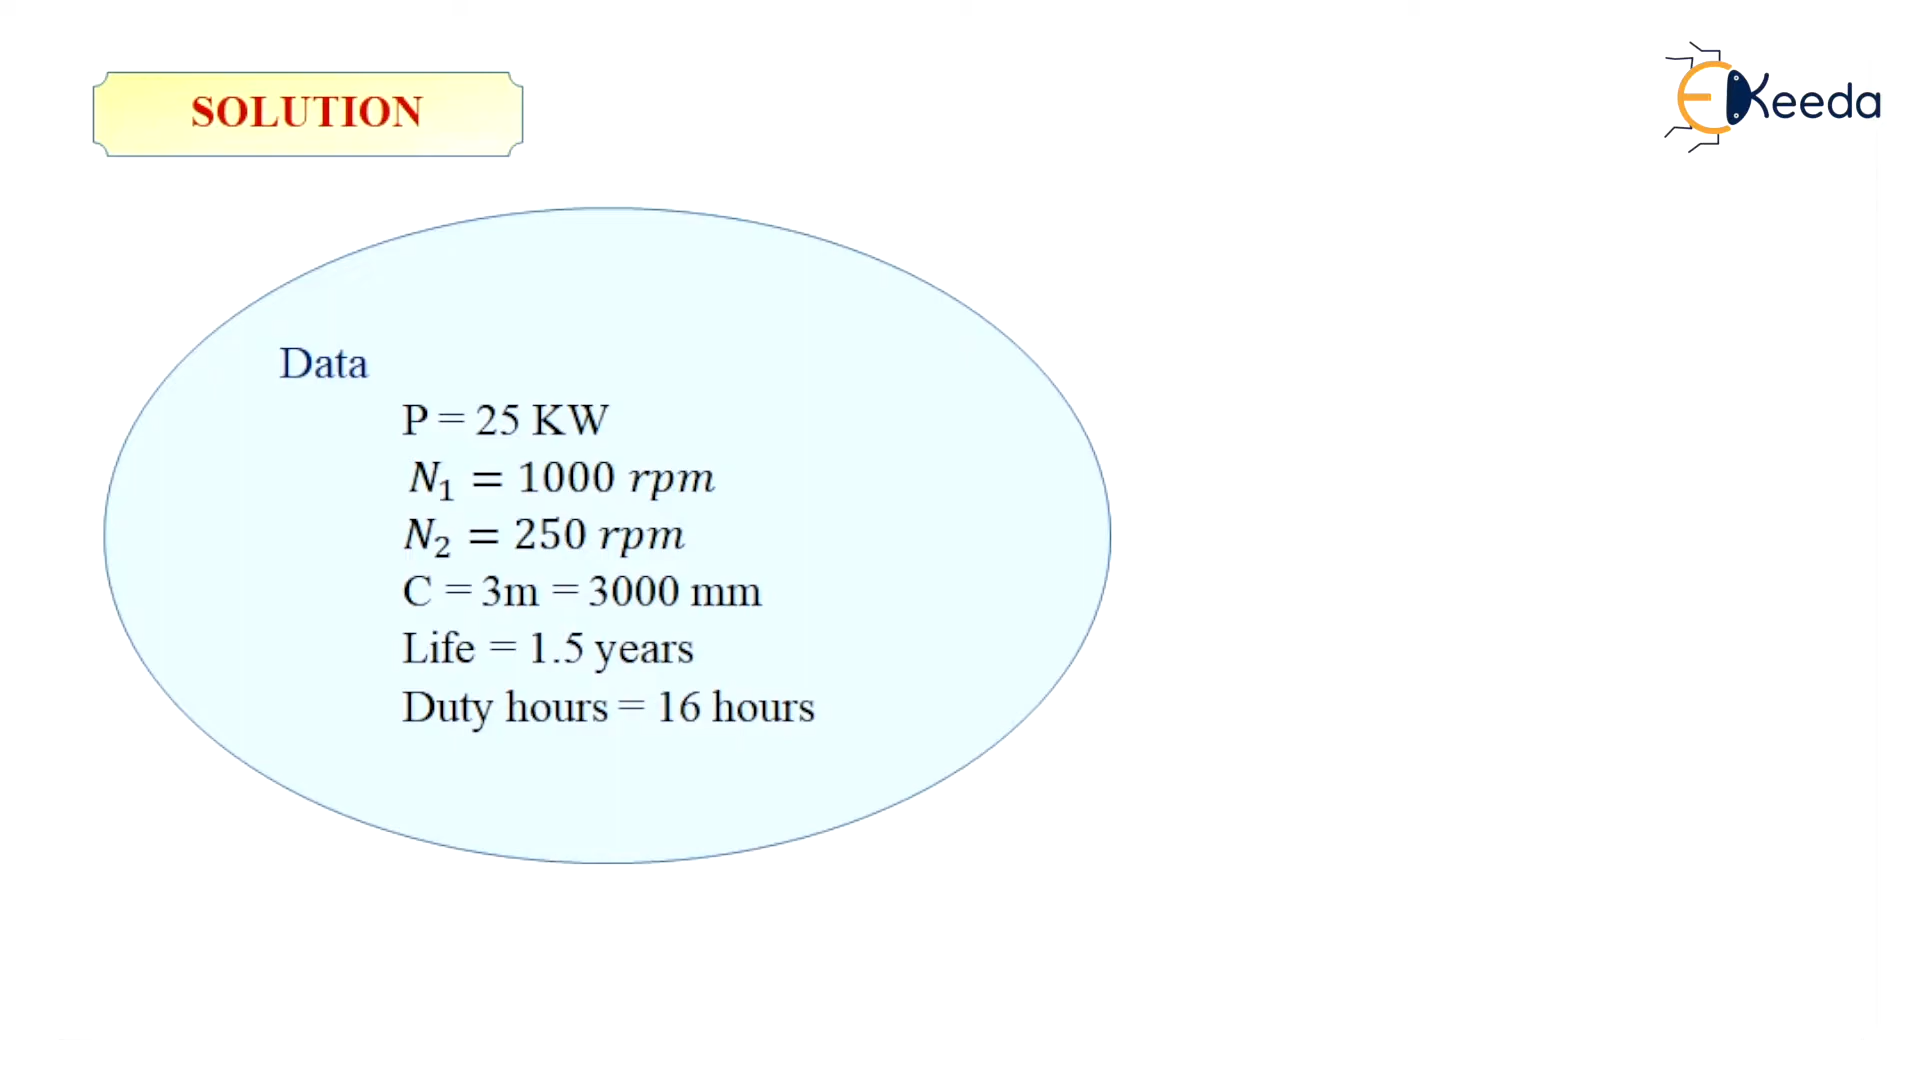 SOLUTION
EKeeda
Data
P = 25 KW
N₁ = 1000 rpm
N₂ = 250 rpm
C = 3m = 3000 mm
Life = 1.5 years
Duty hours = 16 hours